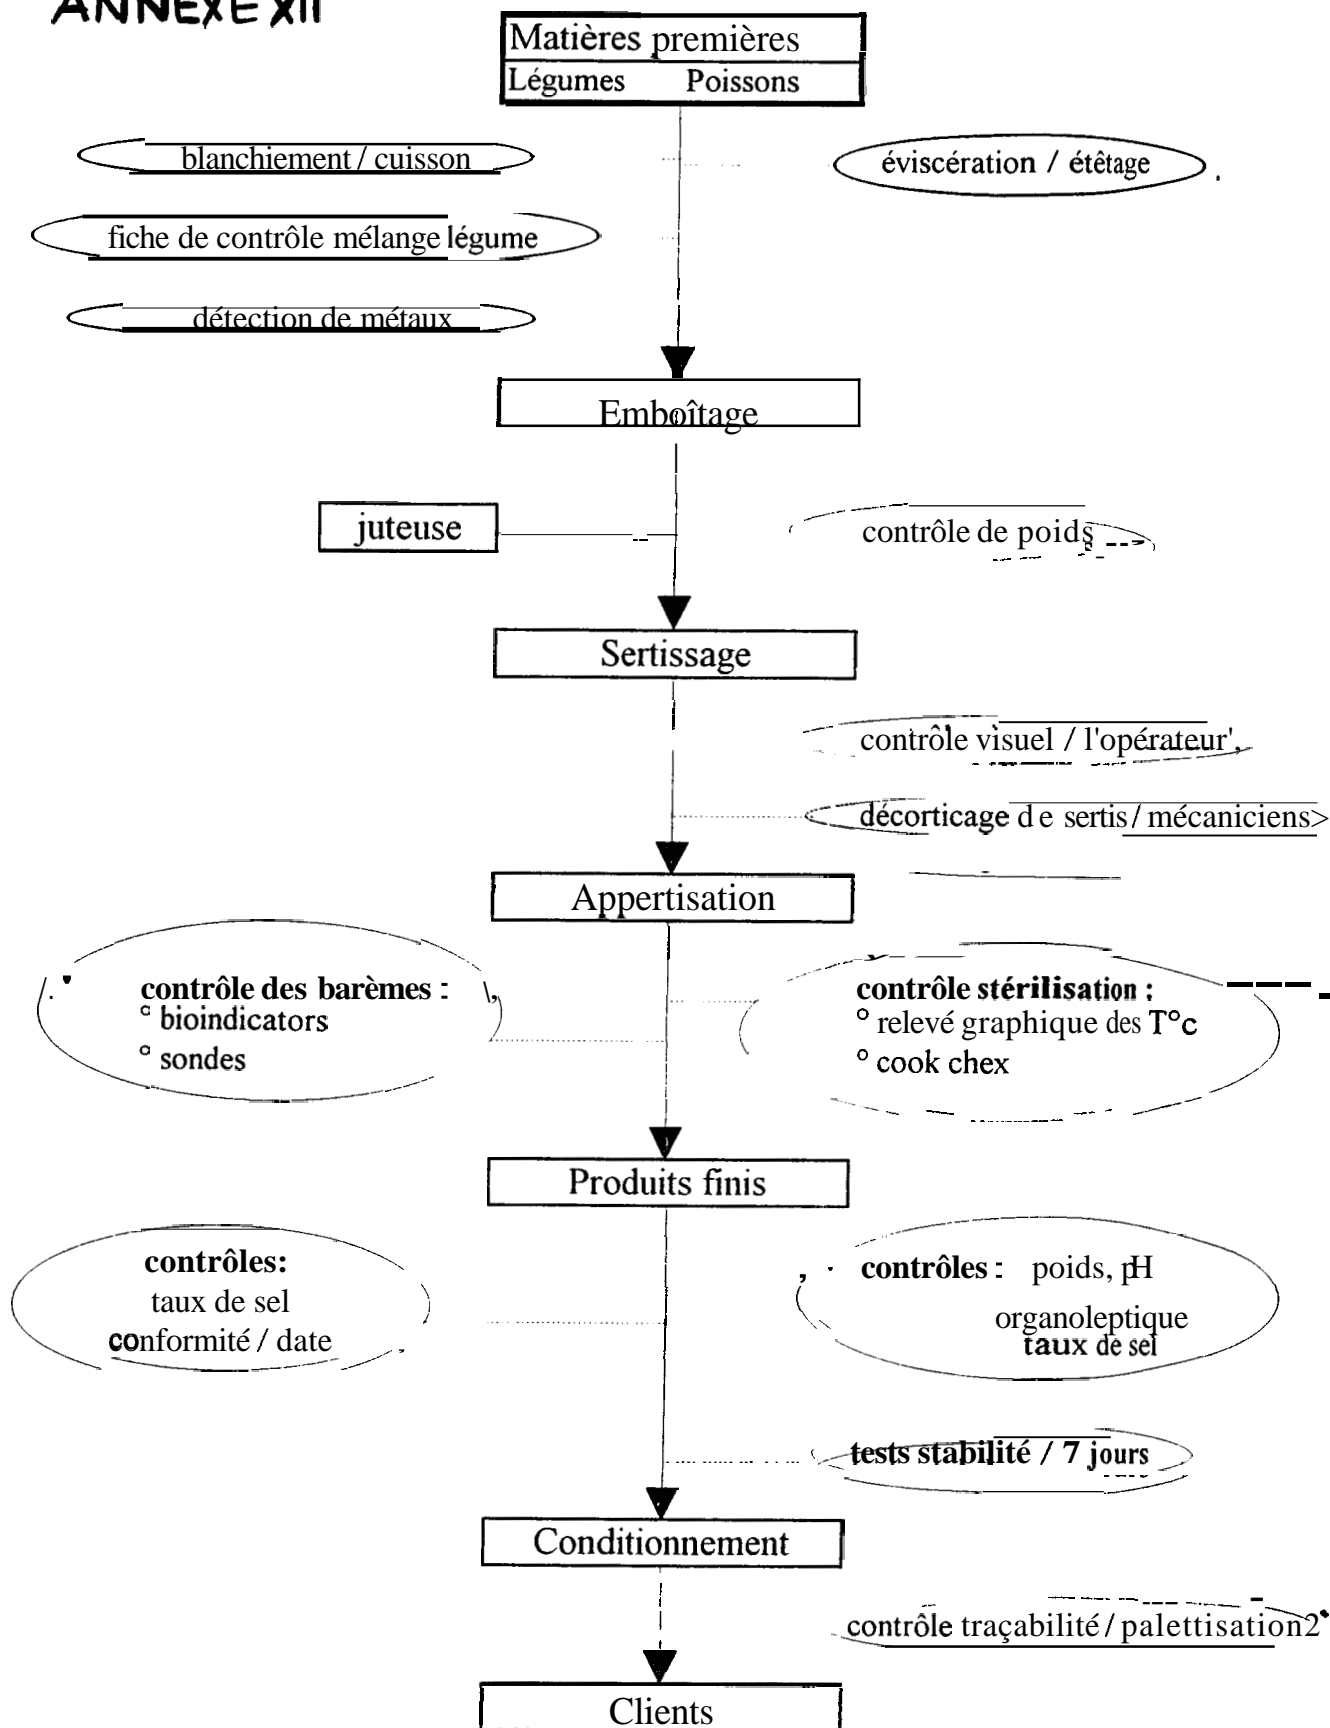 ANNEXE XII
Matières premières
Légumes Poissons
blanchiement / cuisson
éviscération / étêtage
fiche de contrôle mélange légume
détection de métaux
Emboîtage
juteuse
contrôle de poids
Sertissage
contrôle visuel / l'opérateur
décorticage de sertis / mécaniciens
Appertisation
contrôle des barèmes :
° bioindicators
° sondes
contrôle stérilisation :
° relevé graphique des T°c
° cook chex
Produits finis
contrôles:
taux de sel
conformité / date
contrôles : poids, pH
organoleptique
taux de sel
tests stabilité / 7 jours
Conditionnement
contrôle traçabilité / palettisation
Clients